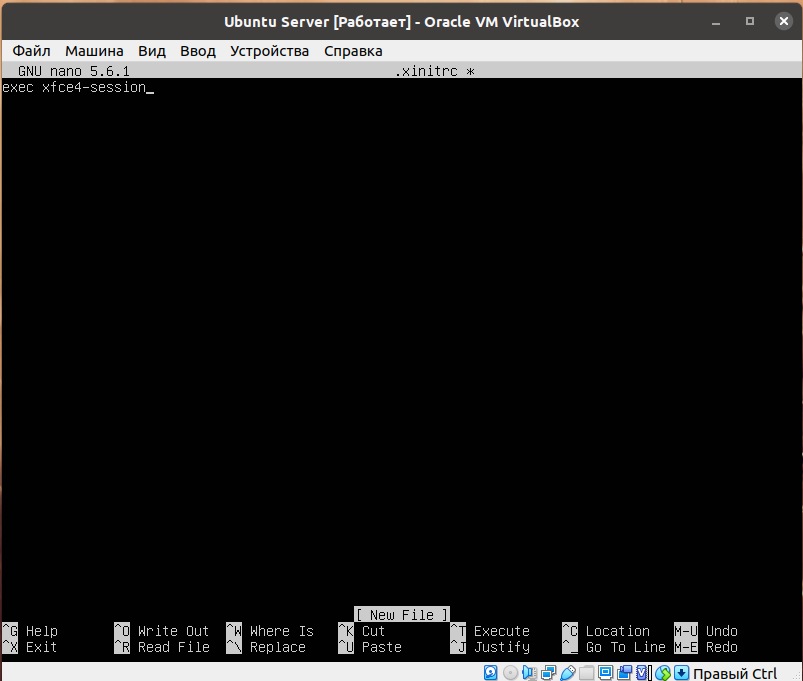 Ubuntu Server [Работает] - Oracle VM VirtualBox
Файл Машина Вид Ввод Устройства Справка
GNU nano 5.6.1 .xinitrc *
exec xfce4-session_
[ New File ]
^G Help ^O Write Out ^W Where Is ^K Cut ^T Execute ^C Location M-U Undo
^X Exit ^R Read File ^\ Replace ^U Paste ^J Justify ^_ Go To Line M-E Redo
Правый Ctrl